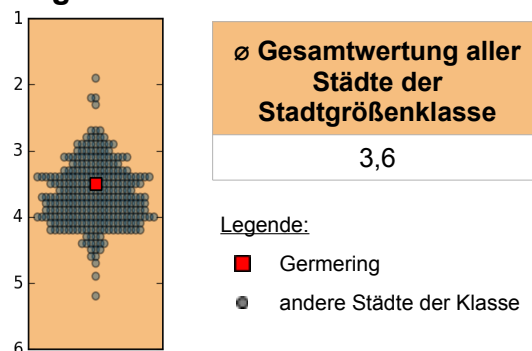 1
2
3
4
5
6
⌀ Gesamtwertung aller
Städte der
Stadtgrößenklasse
3,6
Legende:
Germering
andere Städte der Klasse